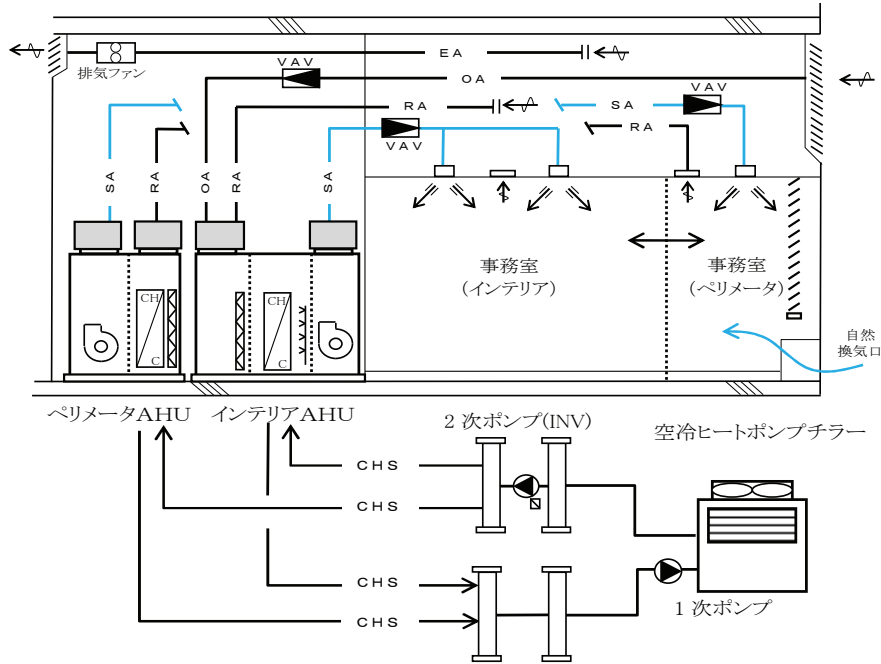 EA
排気ファン
VAV
OA
RA
VAV
SA
VAV
RA
SA
RA
OA
RA
SA
事務室
(インテリア)
事務室
(ペリメータ)
CH
C
CH
C
自然
換気口
ペリメータAHU
インテリアAHU
2次ポンプ(INV)
空冷ヒートポンプチラー
CHS
CHS
CHS
CHS
1次ポンプ